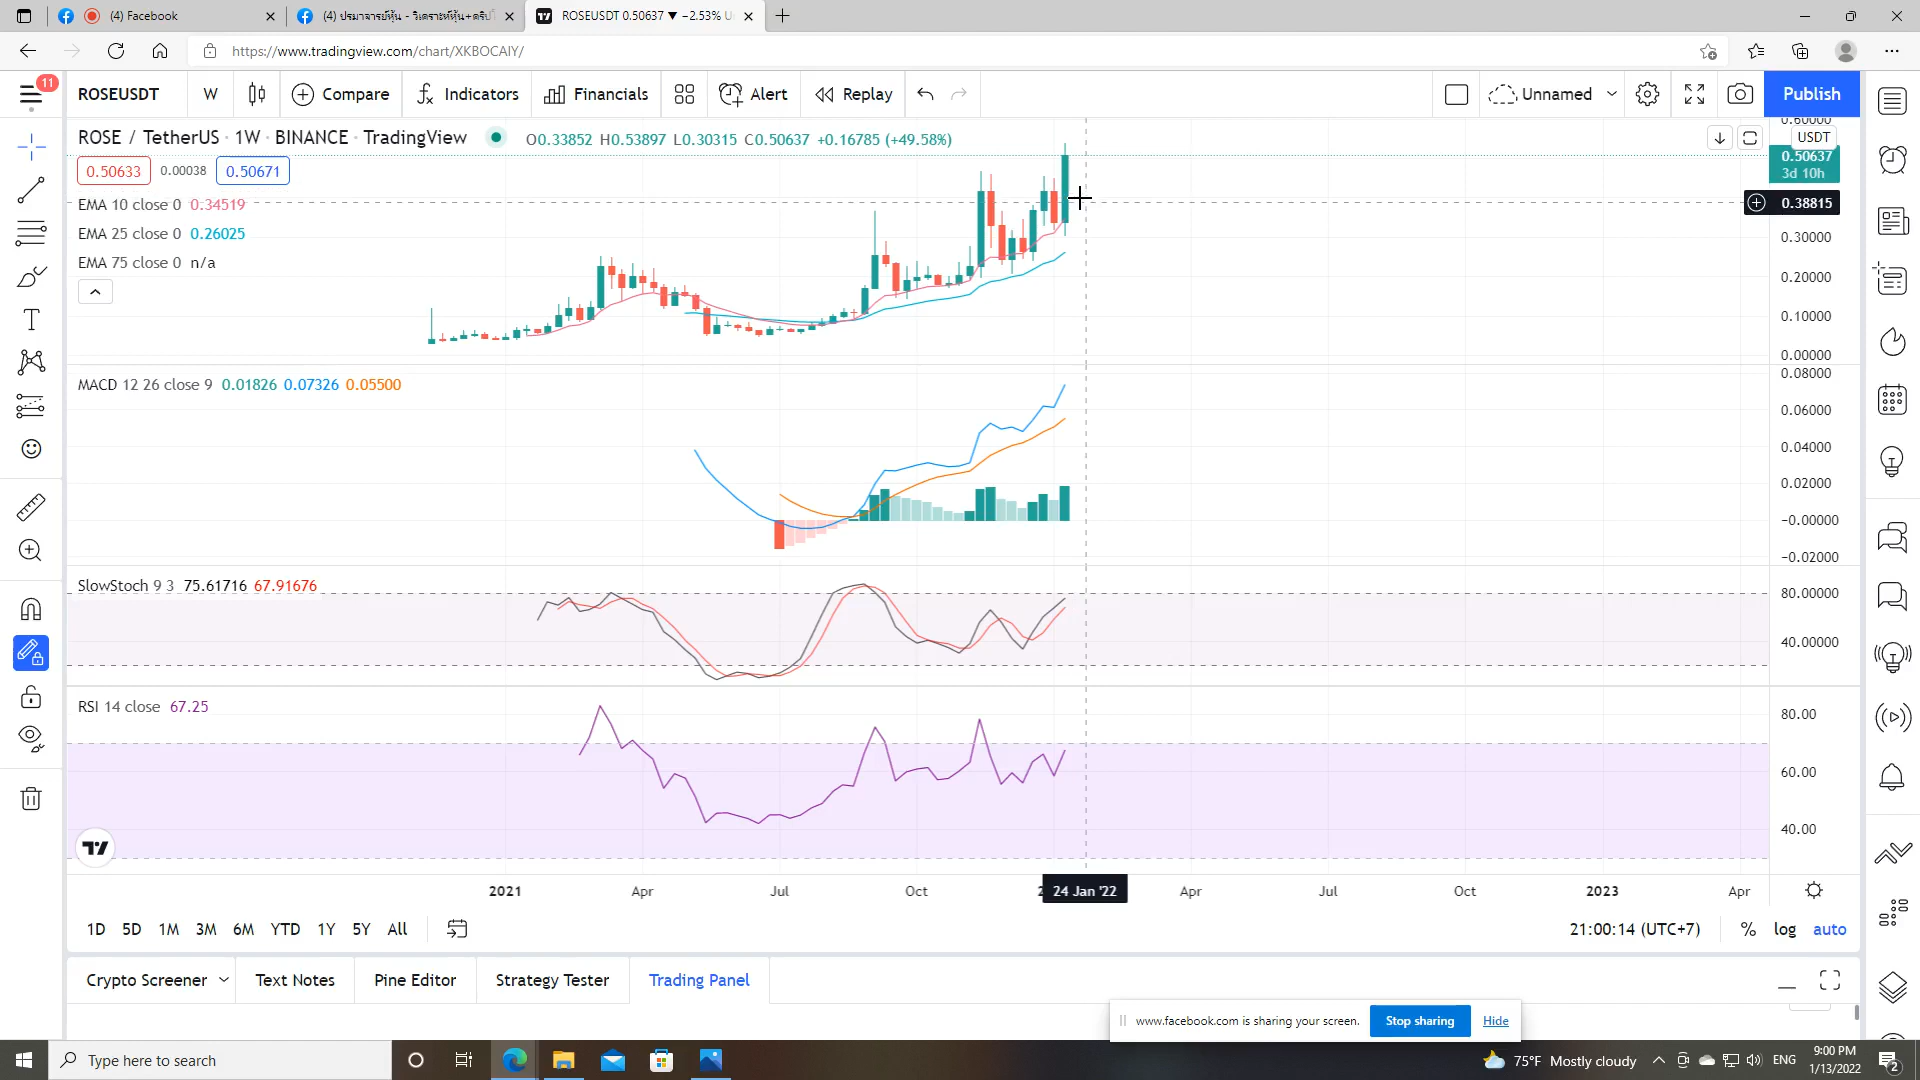 (4) Facebook
(4) ปรมาจารย์หุ้น - วิเคราะห์หุ้น+คริป
ROSEUSDT 0.50637 ▼ −2.53% U
https://www.tradingview.com/chart/XKBOCAIY/
11
ROSEUSDT
W
Compare
Indicators
Financials
Alert
Replay
Unnamed
Publish
ROSE / TetherUS · 1W · BINANCE · TradingView
O0.33852 H0.53897 L0.30315 C0.50637 +0.16785 (+49.58%)
0.50633
0.00038
0.50671
EMA 10 close 0 0.34519
EMA 25 close 0 0.26025
EMA 75 close 0 n/a
0.60000
USDT
0.50637
3d 10h
0.38815
0.30000
0.20000
0.10000
0.00000
MACD 12 26 close 9 0.01826 0.07326 0.05500
0.08000
0.06000
0.04000
0.02000
−0.00000
−0.02000
SlowStoch 9 3 75.61716 67.91676
80.00000
40.00000
RSI 14 close 67.25
80.00
60.00
40.00
2021
Apr
Jul
Oct
24 Jan '22
Apr
Jul
Oct
2023
Apr
1D
5D
1M
3M
6M
YTD
1Y
5Y
All
21:00:14 (UTC+7)
%
log
auto
Crypto Screener
Text Notes
Pine Editor
Strategy Tester
Trading Panel
www.facebook.com is sharing your screen.
Stop sharing
Hide
Type here to search
75°F Mostly cloudy
ENG
9:00 PM
1/13/2022
2